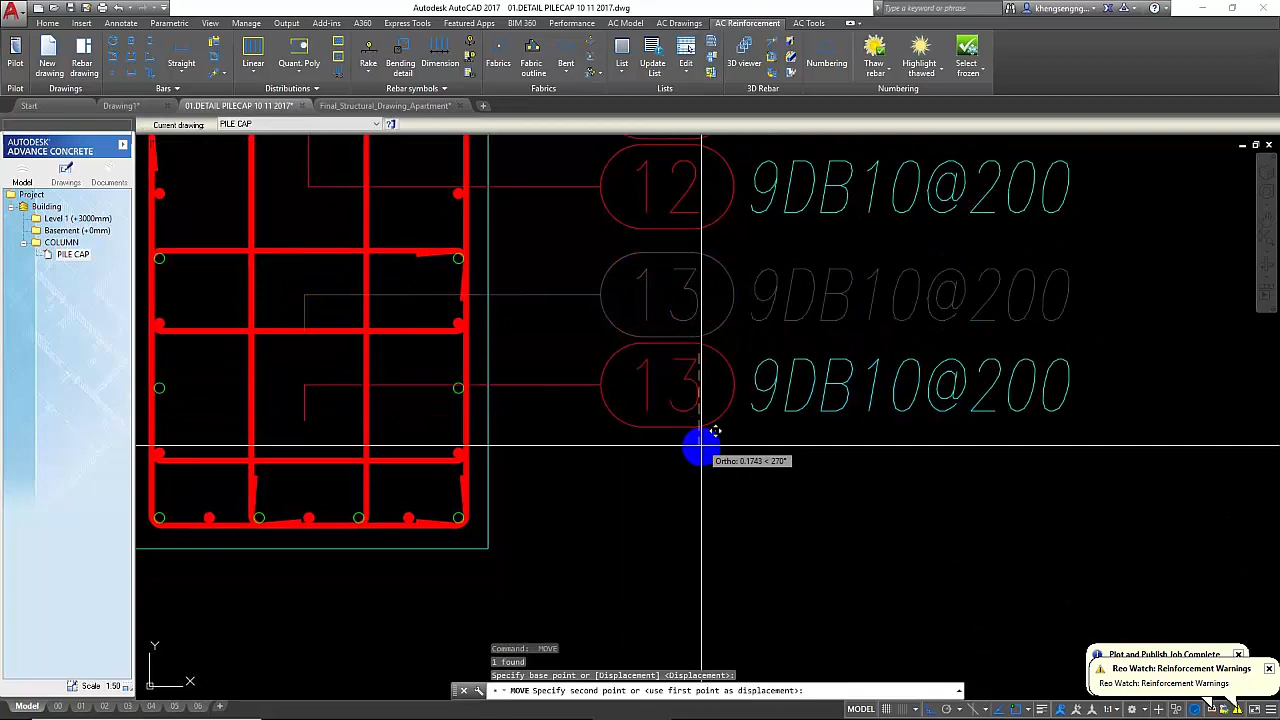 Autodesk AutoCAD 2017 01.DETAIL PILECAP 10 11 2017.dwg
Type a keyword or phrase
khengsengng...
Home Insert Annotate Parametric View Manage Output Add-ins A360 Express Tools Featured Apps BIM 360 Performance AC Model AC Drawings AC Reinforcement AC Tools
Pilot New drawing Rebar drawing Straight Linear Quant. Poly Rake Bending detail Dimension Fabrics Fabric outline Bent List Update List Edit 3D viewer Numbering Thaw rebar Highlight thawed Select frozen
Pilot Drawings Bars Distributions Rebar symbols Fabrics Lists 3D Rebar Numbering
Start Drawing1* 01.DETAIL PILECAP 10 11 2017* Final_Structural_Drawing_Apartment*
Current drawing: PILE CAP
AUTODESK
ADVANCE CONCRETE
Model Drawings Documents
Project
Building
Level 1 (+3000mm)
Basement (+0mm)
COLUMN
PILE CAP
12 9DB10@200
13 9DB10@200
13 9DB10@200
Ortho: 0.1743 < 270°
Y
X
Command: MOVE
1 found
Specify base point or [Displacement] <Displacement>:
MOVE Specify second point or <use first point as displacement>:
Plot and Publish Job Complete
Reo Watch: Reinforcement Warnings
Reo Watch: Reinforcement Warnings
Scale 1:50
Model 00 01 02 03 04 05 06
MODEL 1:1